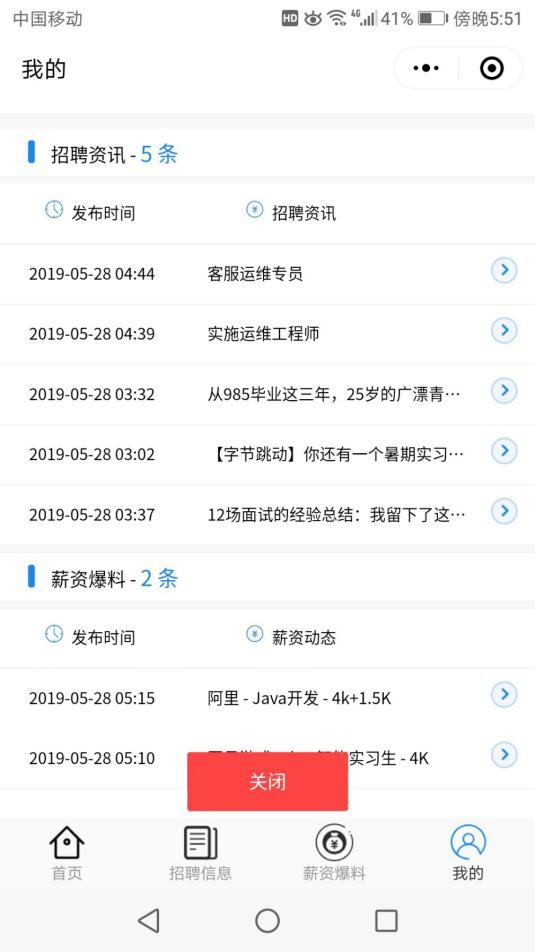 中国移动 HD 4G 41% 傍晚5:51
我的
招聘资讯 - 5 条
发布时间 招聘资讯
2019-05-28 04:44 客服运维专员
2019-05-28 04:39 实施运维工程师
2019-05-28 03:32 从985毕业这三年，25岁的广漂青…
2019-05-28 03:02 【字节跳动】你还有一个暑期实习…
2019-05-28 03:37 12场面试的经验总结：我留下了这…
薪资爆料 - 2 条
发布时间 薪资动态
2019-05-28 05:15 阿里 - Java开发 - 4k+1.5K
2019-05-28 05:10 实习生 - 4K
关闭
首页 招聘信息 薪资爆料 我的